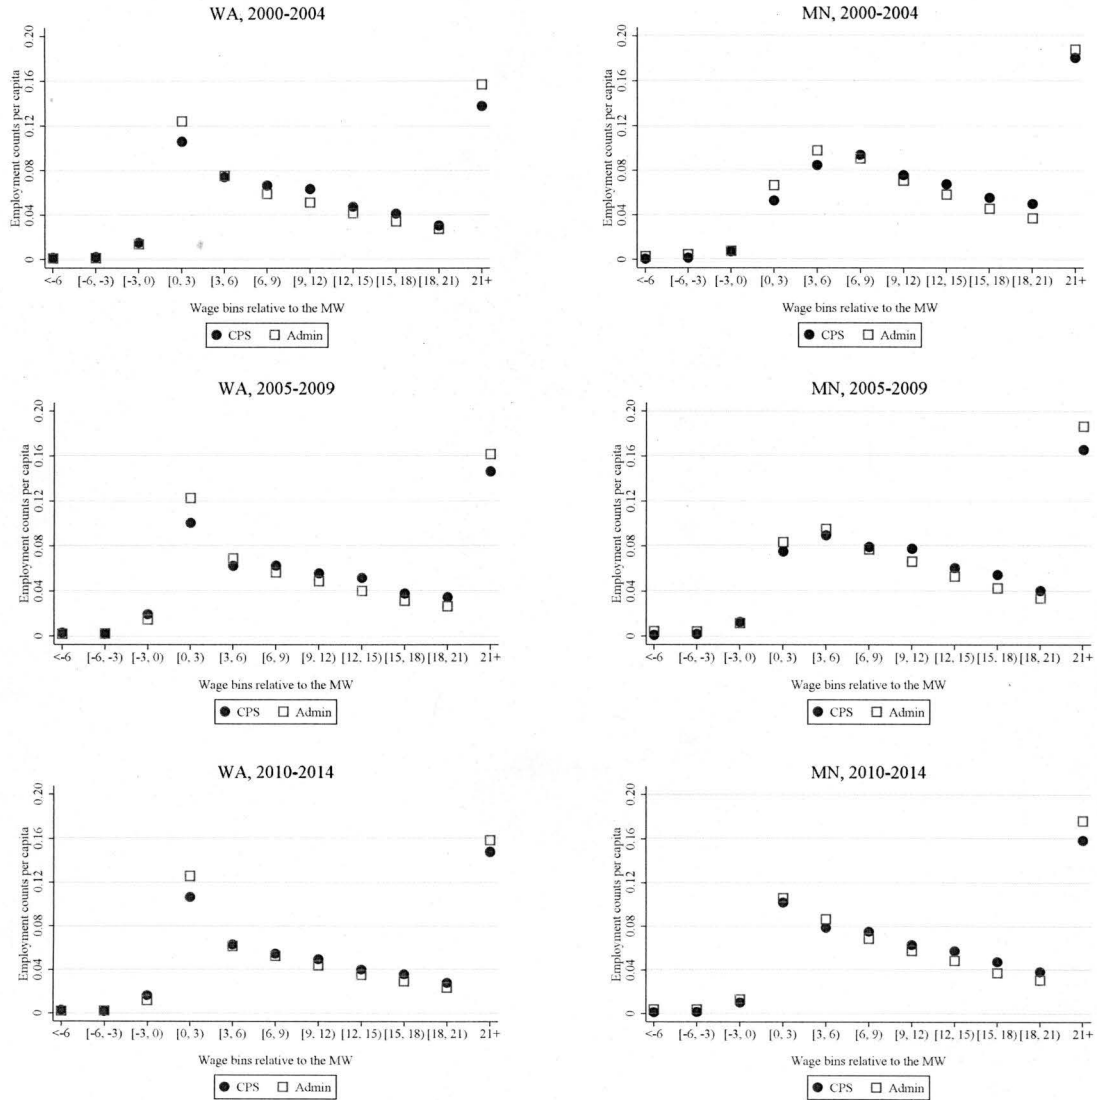 WA, 2000-2004
Employment counts per capita
0.20
0.16
0.12
0.08
0.04
0
<-6 [-6, -3) [-3, 0) [0, 3) [3, 6) [6, 9) [9, 12) [12, 15) [15, 18) [18, 21) 21+
Wage bins relative to the MW
CPS Admin
MN, 2000-2004
Employment counts per capita
0.20
0.16
0.12
0.08
0.04
0
<-6 [-6, -3) [-3, 0) [0, 3) [3, 6) [6, 9) [9, 12) [12, 15) [15, 18) [18, 21) 21+
Wage bins relative to the MW
CPS Admin
WA, 2005-2009
Employment counts per capita
0.20
0.16
0.12
0.08
0.04
0
<-6 [-6, -3) [-3, 0) [0, 3) [3, 6) [6, 9) [9, 12) [12, 15) [15, 18) [18, 21) 21+
Wage bins relative to the MW
CPS Admin
MN, 2005-2009
Employment counts per capita
0.20
0.16
0.12
0.08
0.04
0
<-6 [-6, -3) [-3, 0) [0, 3) [3, 6) [6, 9) [9, 12) [12, 15) [15, 18) [18, 21) 21+
Wage bins relative to the MW
CPS Admin
WA, 2010-2014
Employment counts per capita
0.20
0.16
0.12
0.08
0.04
0
<-6 [-6, -3) [-3, 0) [0, 3) [3, 6) [6, 9) [9, 12) [12, 15) [15, 18) [18, 21) 21+
Wage bins relative to the MW
CPS Admin
MN, 2010-2014
Employment counts per capita
0.20
0.16
0.12
0.08
0.04
0
<-6 [-6, -3) [-3, 0) [0, 3) [3, 6) [6, 9) [9, 12) [12, 15) [15, 18) [18, 21) 21+
Wage bins relative to the MW
CPS Admin